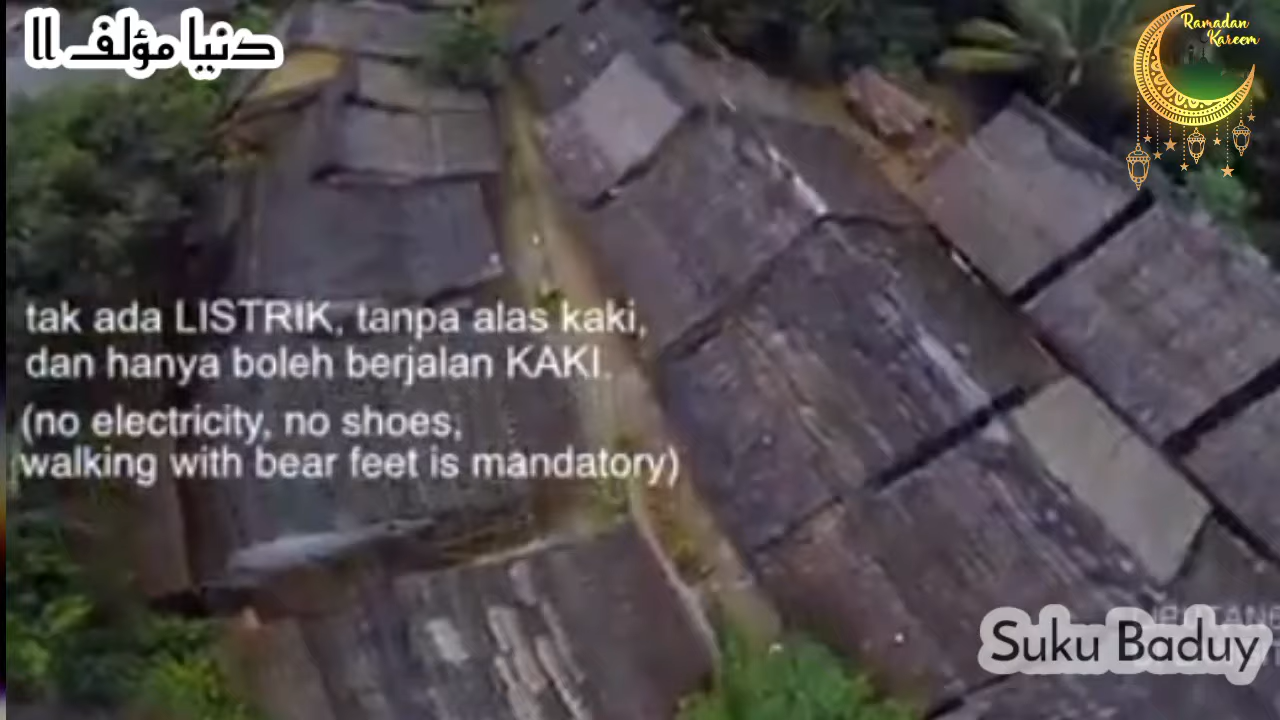 دنيا مؤلف II
Ramadan
Kareem
tak ada LISTRIK, tanpa alas kaki,
dan hanya boleh berjalan KAKI.
(no electricity, no shoes,
walking with bear feet is mandatory)
Suku Baduy